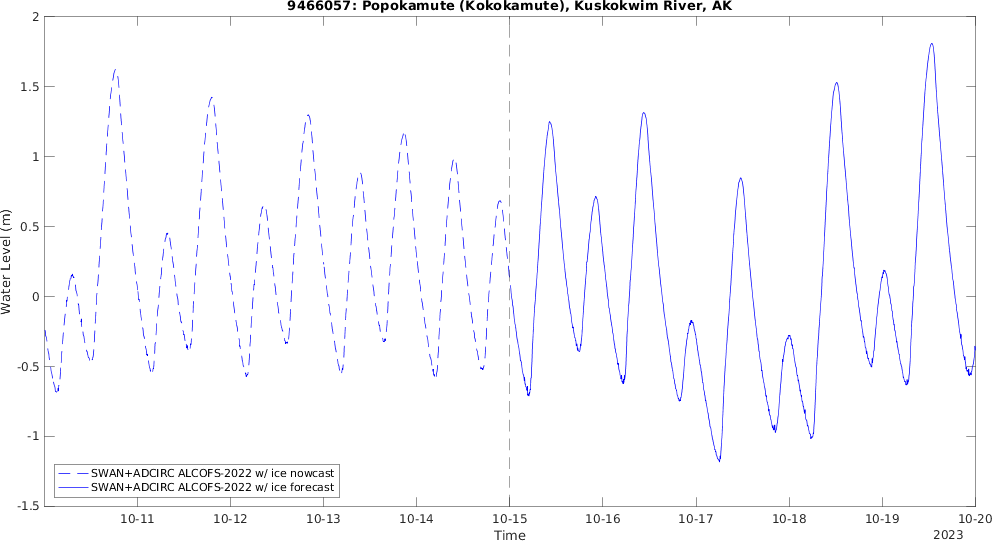 9466057: Popokamute (Kokokamute), Kuskokwim River, AK
2
1.5
1
0.5
0
-0.5
-1
-1.5
Water Level (m)
SWAN+ADCIRC ALCOFS-2022 w/ ice nowcast
SWAN+ADCIRC ALCOFS-2022 w/ ice forecast
10-11 10-12 10-13 10-14 10-15 10-16 10-17 10-18 10-19 10-20
Time
2023